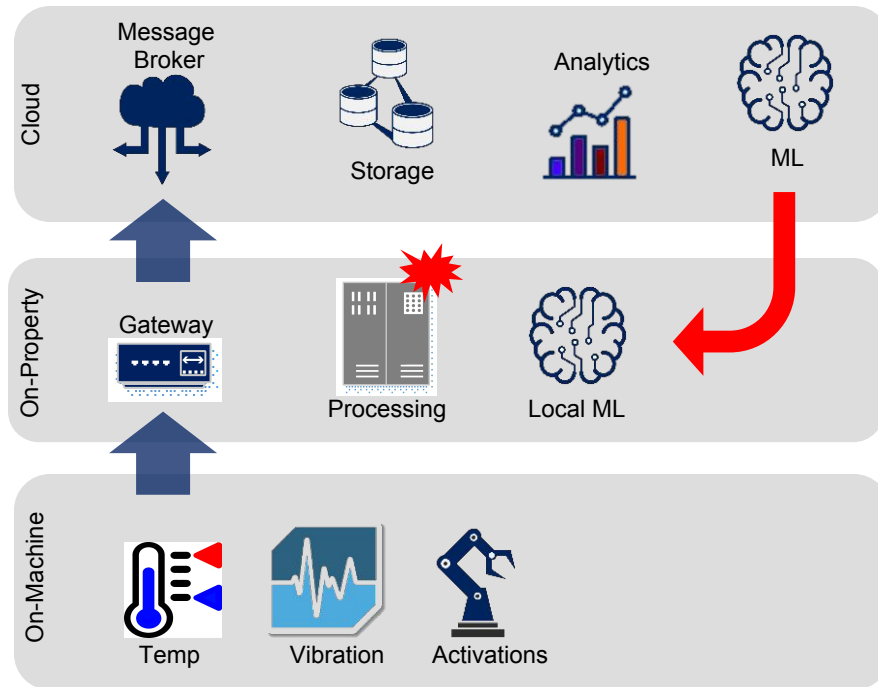 Cloud
Message
Broker
Storage
Analytics
ML
On-Property
Gateway
Processing
Local ML
On-Machine
Temp
Vibration
Activations